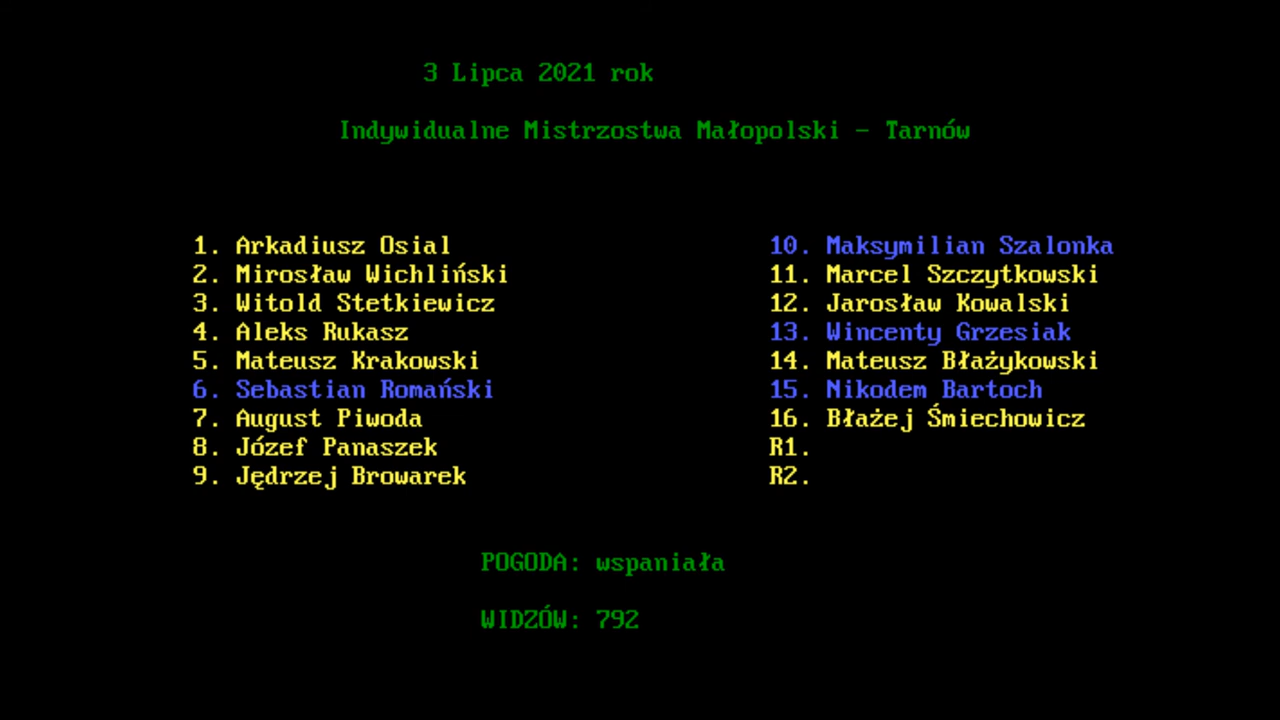 3 Lipca 2021 rok
Indywidualne Mistrzostwa Małopolski - Tarnów
1. Arkadiusz Osial
2. Mirosław Wichliński
3. Witold Stetkiewicz
4. Aleks Rukasz
5. Mateusz Krakowski
6. Sebastian Romański
7. August Piwoda
8. Józef Panaszek
9. Jędrzej Browarek
10. Maksymilian Szalonka
11. Marcel Szczytkowski
12. Jarosław Kowalski
13. Wincenty Grzesiak
14. Mateusz Błażykowski
15. Nikodem Bartoch
16. Błażej Śmiechowicz
R1.
R2.
POGODA: wspaniała
WIDZÓW: 792